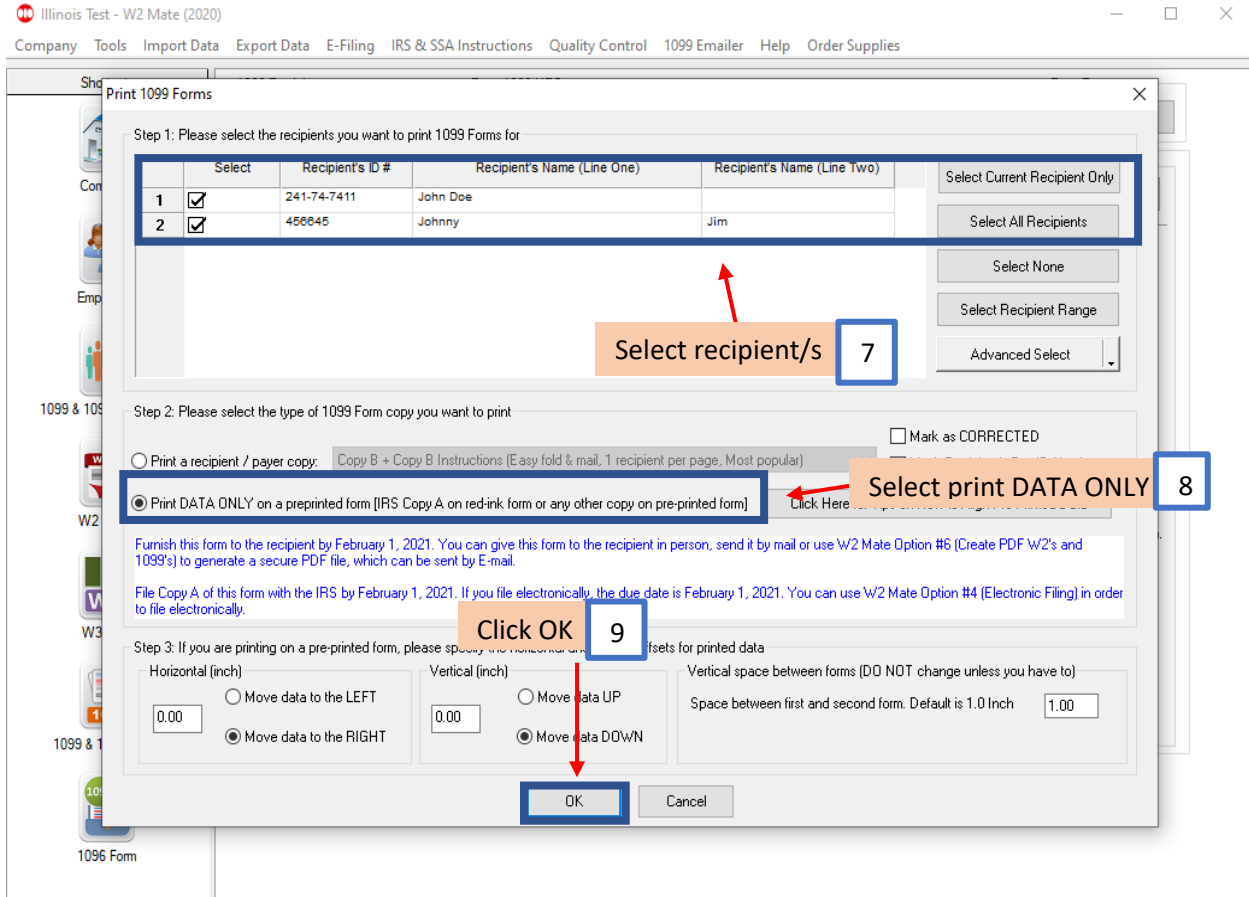 Illinois Test - W2 Mate (2020)
Company Tools Import Data Export Data E-Filing IRS & SSA Instructions Quality Control 1099 Emailer Help Order Supplies
Print 1099 Forms
Step 1: Please select the recipients you want to print 1099 Forms for
Select Recipient's ID # Recipient's Name (Line One) Recipient's Name (Line Two)
1 241-74-7411 John Doe
2 456645 Johnny Jim
Select Current Recipient Only
Select All Recipients
Select None
Select Recipient Range
Advanced Select
Select recipient/s 7
1099 & 109
Step 2: Please select the type of 1099 Form copy you want to print
Mark as CORRECTED
Print a recipient / payer copy: Copy B + Copy B Instructions (Easy fold & mail, 1 recipient per page, Most popular)
Select print DATA ONLY 8
Print DATA ONLY on a preprinted form [IRS Copy A on red-ink form or any other copy on pre-printed form]
Click Here
W2
Furnish this form to the recipient by February 1, 2021. You can give this form to the recipient in person, send it by mail or use W2 Mate Option #6 (Create PDF W2's and
1099's) to generate a secure PDF file, which can be sent by E-mail.
File Copy A of this form with the IRS by February 1, 2021. If you file electronically, the due date is February 1, 2021. You can use W2 Mate Option #4 (Electronic Filing) in order
to file electronically.
Click OK 9
W3
Step 3: If you are printing on a pre-printed form, please specify the horizontal and offsets for printed data
Horizontal (inch) Vertical (inch) Vertical space between forms (DO NOT change unless you have to)
Move data to the LEFT Move data UP
0.00 0.00 Space between first and second form. Default is 1.0 Inch 1.00
Move data to the RIGHT Move data DOWN
1099 & 1
OK Cancel
1096 Form